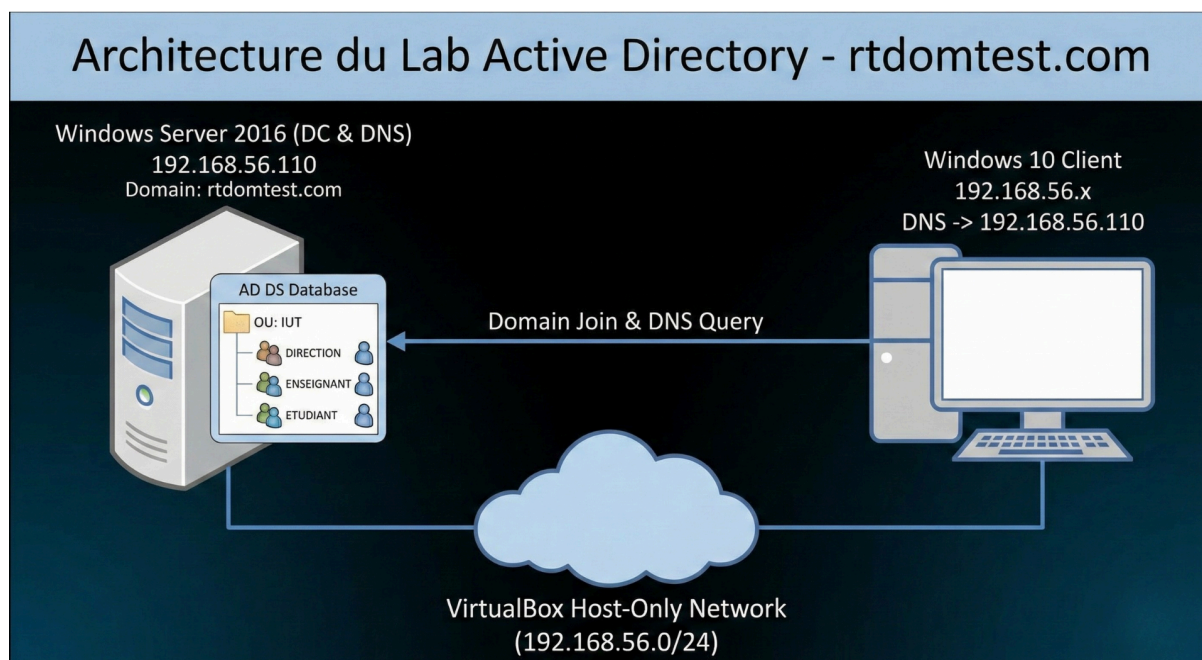 Architecture du Lab Active Directory - rtdomtest.com
Windows Server 2016 (DC & DNS)
192.168.56.110
Domain: rtdomtest.com
AD DS Database
OU: IUT
DIRECTION
ENSEIGNANT
ETUDIANT
Domain Join & DNS Query
Windows 10 Client
192.168.56.x
DNS -> 192.168.56.110
VirtualBox Host-Only Network
(192.168.56.0/24)